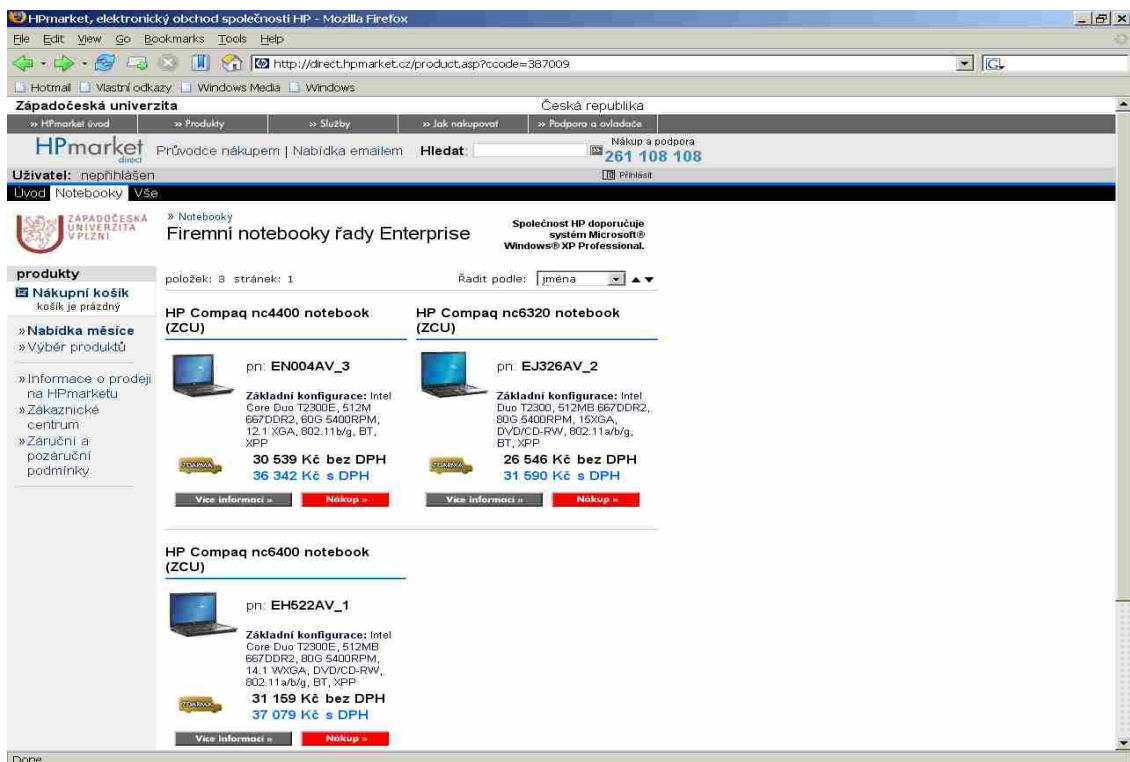 HPmarket, elektronický obchod společnosti HP - Mozilla Firefox
File Edit View Go Bookmarks Tools Help
http://direct.hpmarket.cz/product.asp?ccode=387009
Hotmail Vlastní odkazy Windows Media Windows
Západočeská univerzita Česká republika
» HPmarket úvod » Produkty » Služby » Jak nakupovat » Podpora a ovladače
HPmarket direct Průvodce nákupem | Nabídka emailem Hledat: Nákup a podpora
261 108 108
Uživatel: nepřihlášen Přihlásit
Úvod Notebooky Vše
ZÁPADOČESKÁ
UNIVERZITA
V PLZNI
» Notebooky
Firemní notebooky řady Enterprise
Společnost HP doporučuje
systém Microsoft®
Windows® XP Professional.
produkty
Nákupní košík
košík je prázdný
» Nabídka měsíce
» Výběr produktů
» Informace o prodeji
na HPmarketu
» Zákaznické
centrum
» Záruční a
pozáruční
podmínky
položek: 3 stránek: 1 Řadit podle: jména
HP Compaq nc4400 notebook
(ZCU)
pn: EN004AV_3
Základní konfigurace: Intel
Core Duo T2300E, 512M
667DDR2, 60G 5400RPM,
12.1 XGA, 802.11b/g, BT,
XPP
ZDARMA
30 539 Kč bez DPH
36 342 Kč s DPH
Více informací » Nákup »
HP Compaq nc6320 notebook
(ZCU)
pn: EJ326AV_2
Základní konfigurace: Intel
Duo T2300, 512MB 667DDR2,
80G 5400RPM, 15XGA,
DVD/CD-RW, 802.11a/b/g,
BT, XPP
ZDARMA
26 546 Kč bez DPH
31 590 Kč s DPH
Více informací » Nákup »
HP Compaq nc6400 notebook
(ZCU)
pn: EH522AV_1
Základní konfigurace: Intel
Core Duo T2300E, 512MB
667DDR2, 80G 5400RPM,
14.1 WXGA, DVD/CD-RW,
802.11a/b/g, BT, XPP
ZDARMA
31 159 Kč bez DPH
37 079 Kč s DPH
Více informací » Nákup »
Done